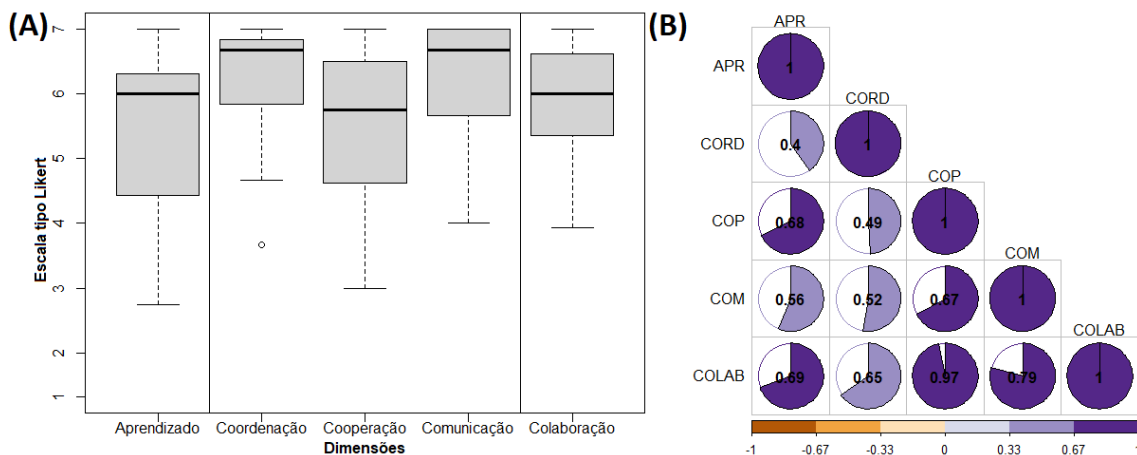 (A)
7
6
5
4
3
2
1
Escala tipo Likert
Aprendizado Coordenação Cooperação Comunicação Colaboração
Dimensões
(B)
APR
APR 1
CORD
CORD 0.4 1
COP
COP 0.68 0.49 1
COM
COM 0.56 0.52 0.67 1
COLAB
COLAB 0.69 0.65 0.97 0.79 1
-1 -0.67 -0.33 0 0.33 0.67